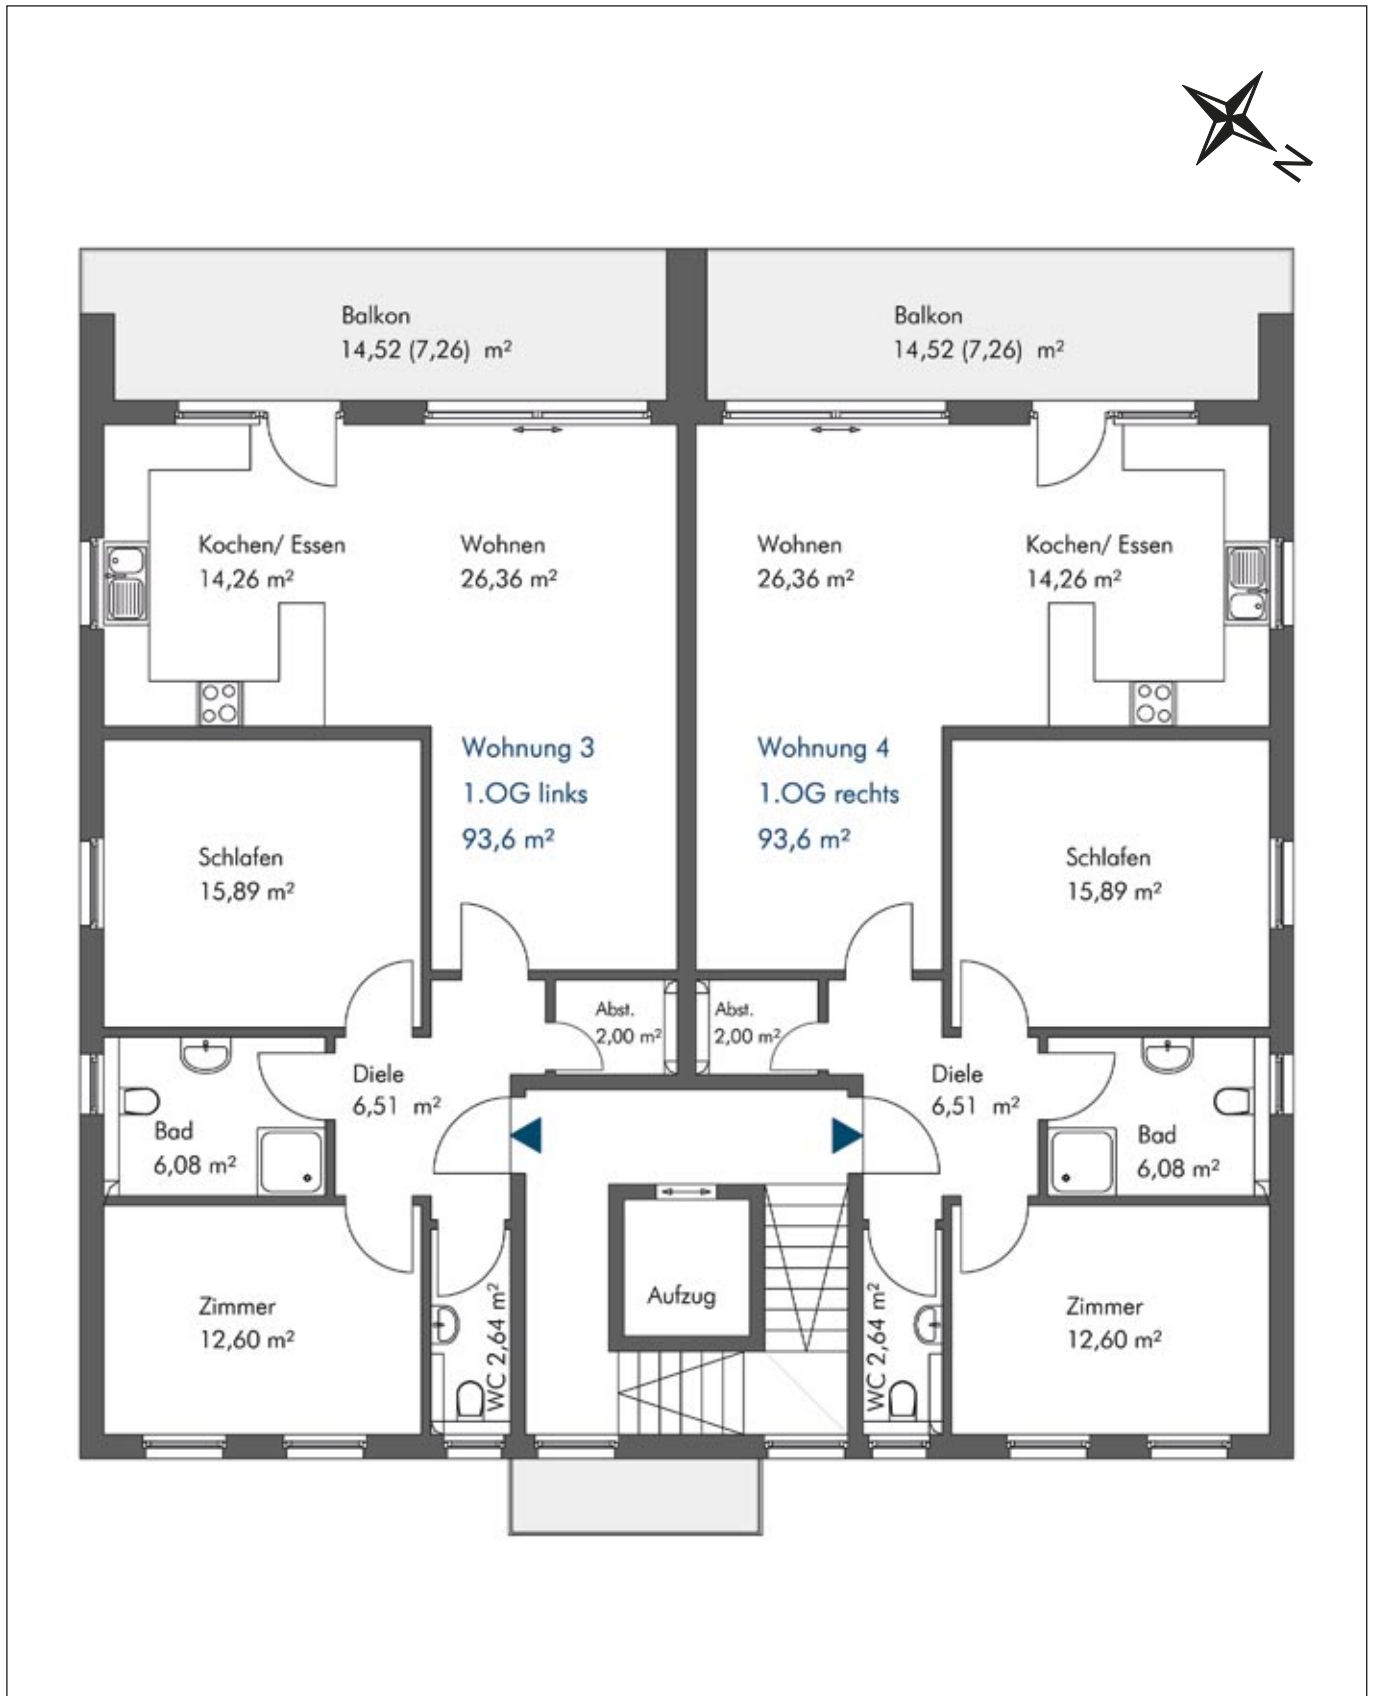 N
Balkon
14,52 (7,26) m²
Balkon
14,52 (7,26) m²
Kochen/ Essen
14,26 m²
Wohnen
26,36 m²
Wohnen
26,36 m²
Kochen/ Essen
14,26 m²
Wohnung 3
1.OG links
93,6 m²
Wohnung 4
1.OG rechts
93,6 m²
Schlafen
15,89 m²
Schlafen
15,89 m²
Abst.
2,00 m²
Abst.
2,00 m²
Diele
6,51 m²
Diele
6,51 m²
Bad
6,08 m²
Bad
6,08 m²
Zimmer
12,60 m²
WC 2,64 m²
Aufzug
WC 2,64 m²
Zimmer
12,60 m²